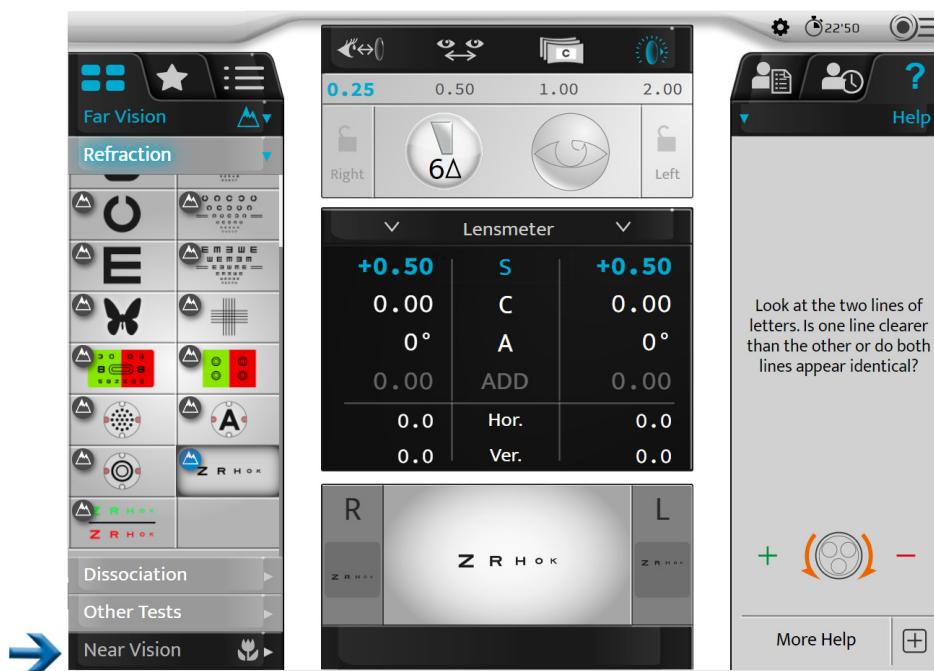 22'50
C
0.25 0.50 1.00 2.00
Far Vision
Refraction
Right
6Δ
Left
Help
Lensmeter
+0.50 S +0.50
0.00 C 0.00
0° A 0°
0.00 ADD 0.00
0.0 Hor. 0.0
0.0 Ver. 0.0
E
A
Z R H O K
Z R H O K
Z R H O K
Dissociation
Other Tests
Near Vision
R
L
Z R H O K
Z R H O K
Z R H O K
Look at the two lines of
letters. Is one line clearer
than the other or do both
lines appear identical?
+ −
More Help